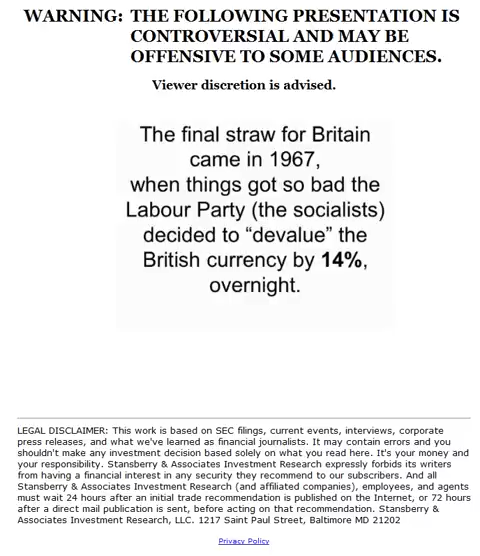 WARNING: THE FOLLOWING PRESENTATION IS
CONTROVERSIAL AND MAY BE
OFFENSIVE TO SOME AUDIENCES.
Viewer discretion is advised.
The final straw for Britain
came in 1967,
when things got so bad the
Labour Party (the socialists)
decided to “devalue” the
British currency by 14%,
overnight.
LEGAL DISCLAIMER: This work is based on SEC filings, current events, interviews, corporate
press releases, and what we've learned as financial journalists. It may contain errors and you
shouldn't make any investment decision based solely on what you read here. It's your money and
your responsibility. Stansberry & Associates Investment Research expressly forbids its writers
from having a financial interest in any security they recommend to our subscribers. And all
Stansberry & Associates Investment Research (and affiliated companies), employees, and agents
must wait 24 hours after an initial trade recommendation is published on the Internet, or 72 hours
after a direct mail publication is sent, before acting on that recommendation. Stansberry &
Associates Investment Research, LLC. 1217 Saint Paul Street, Baltimore MD 21202
Privacy Policy